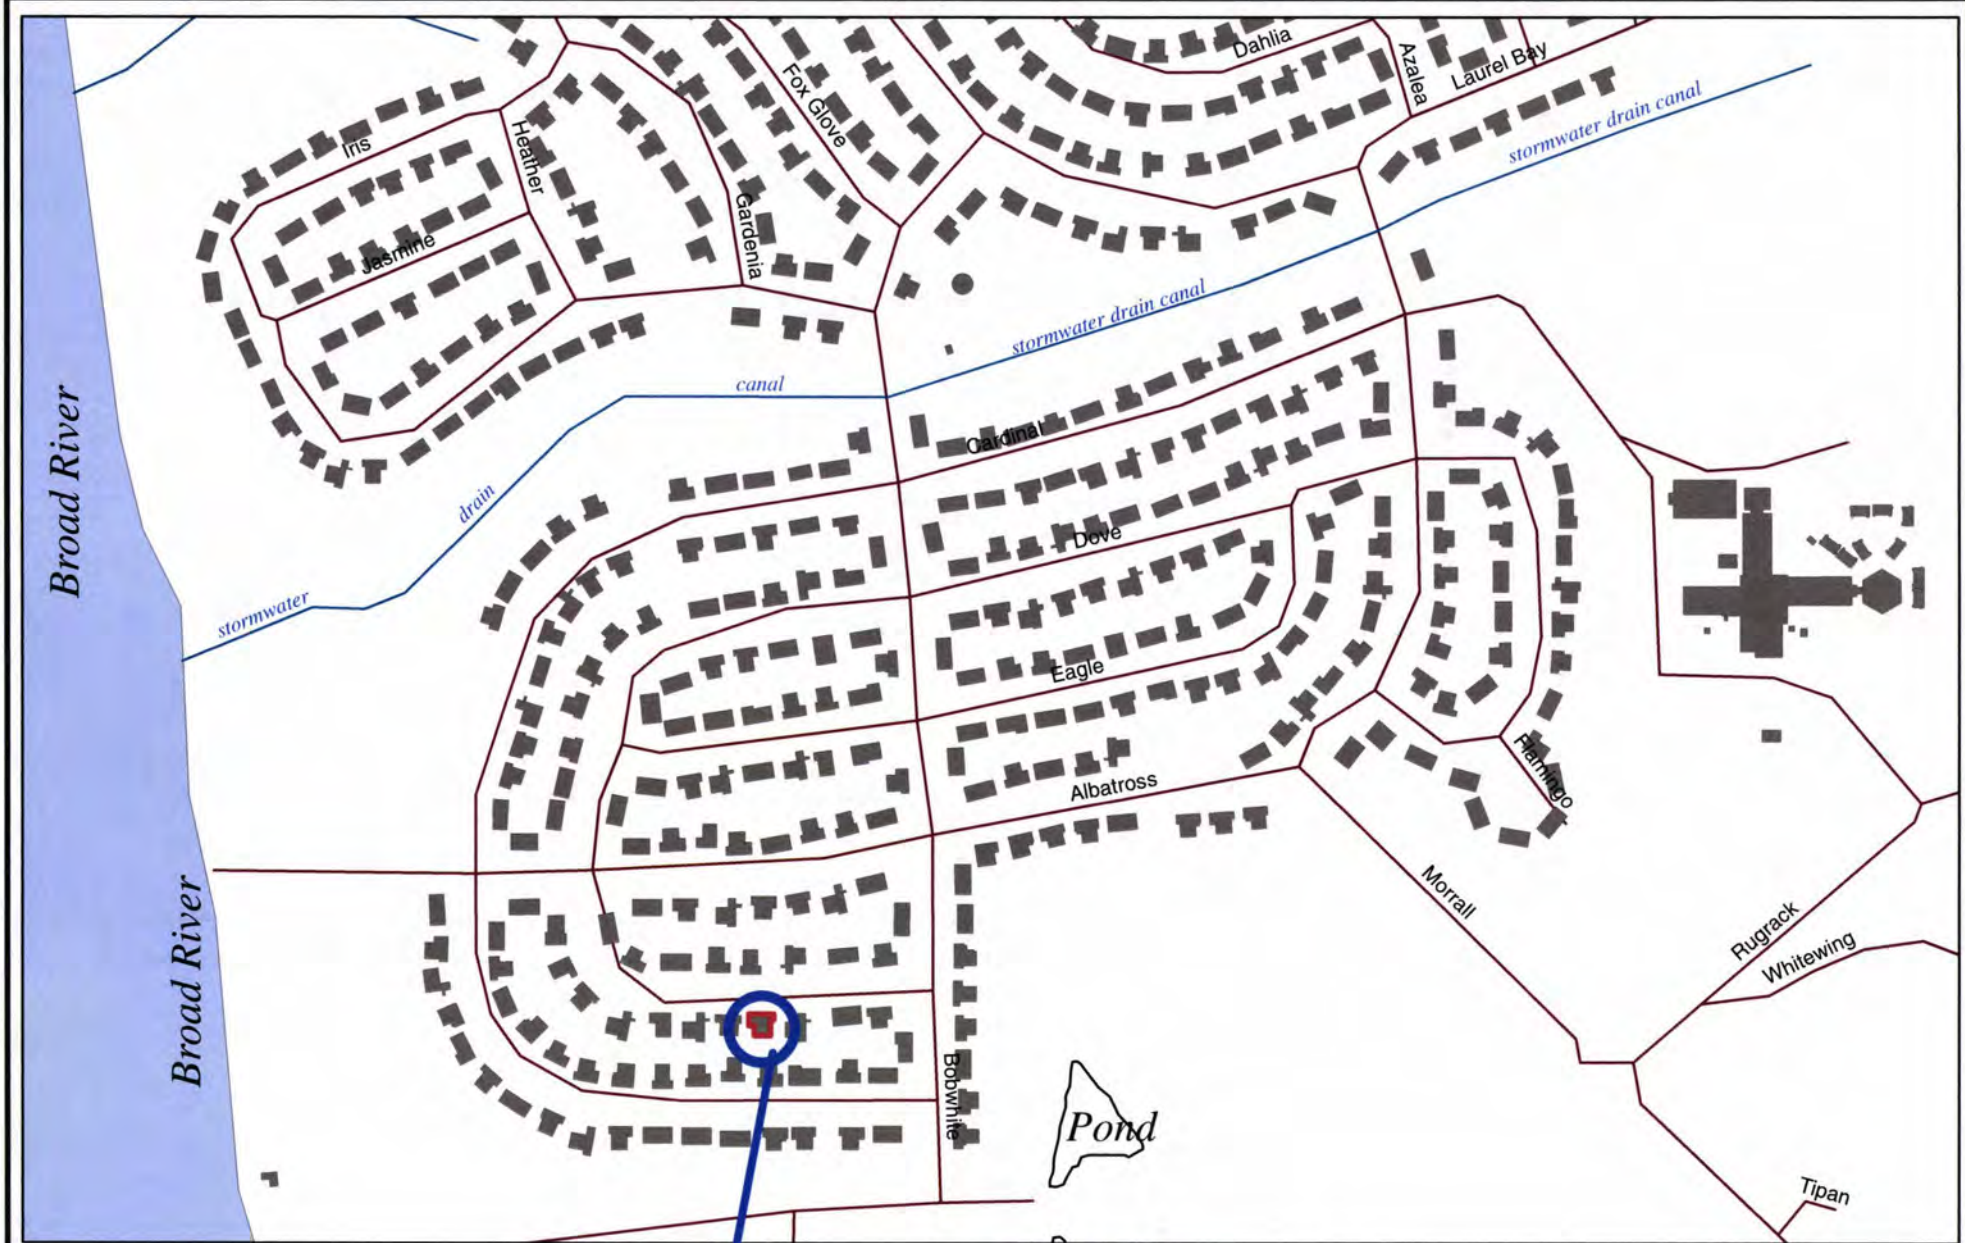 Dahlia
Azalea
Laurel Bay
Fox Glove
stormwater drain canal
Iris
Heather
Gardenia
Jasmine
stormwater drain canal
canal
Broad River
Cardinal
drain
Dove
stormwater
Eagle
Flamingo
Albatross
Morrall
Broad River
Rugrack
Whitewing
Bobwhite
Pond
Tipan